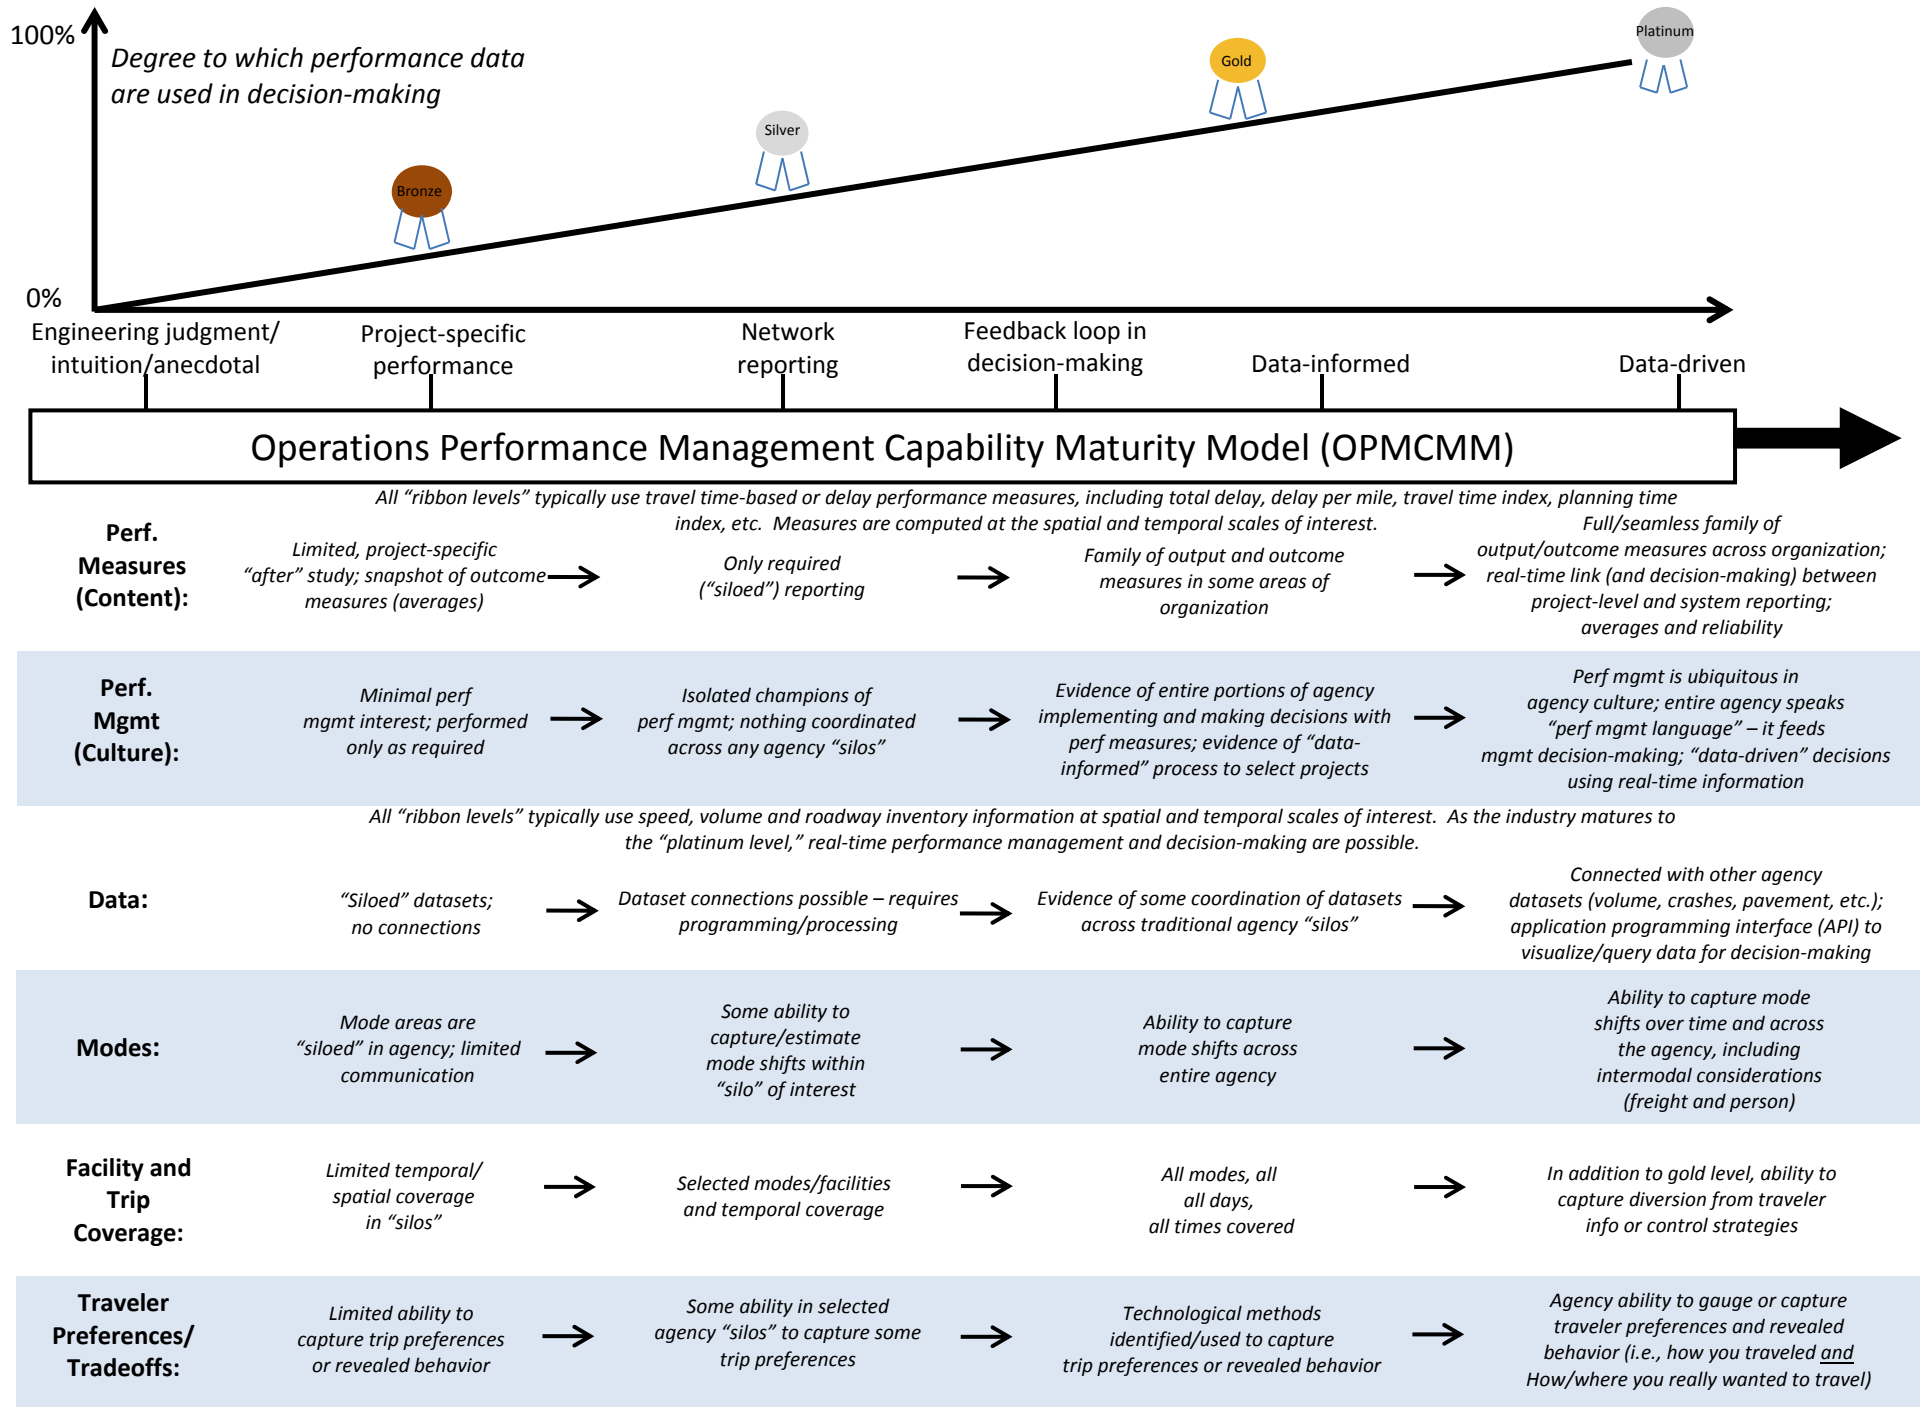 100%
Degree to which performance data
are used in decision-making
Bronze
Silver
Gold
Platinum
0%
Engineering judgment/
intuition/anecdotal
Project-specific
performance
Network
reporting
Feedback loop in
decision-making
Data-informed
Data-driven
Operations Performance Management Capability Maturity Model (OPMCMM)
All “ribbon levels” typically use travel time-based or delay performance measures, including total delay, delay per mile, travel time index, planning time
index, etc.  Measures are computed at the spatial and temporal scales of interest.
Perf.
Measures
(Content):
Limited, project-specific
“after” study; snapshot of outcome
measures (averages)
Only required
(“siloed”) reporting
Family of output and outcome
measures in some areas of
organization
Full/seamless family of
output/outcome measures across organization;
real-time link (and decision-making) between
project-level and system reporting;
averages and reliability
Perf.
Mgmt
(Culture):
Minimal perf
mgmt interest; performed
only as required
Isolated champions of
perf mgmt; nothing coordinated
across any agency “silos”
Evidence of entire portions of agency
implementing and making decisions with
perf measures; evidence of “data-
informed” process to select projects
Perf mgmt is ubiquitous in
agency culture; entire agency speaks
“perf mgmt language” – it feeds
mgmt decision-making; “data-driven” decisions
using real-time information
All “ribbon levels” typically use speed, volume and roadway inventory information at spatial and temporal scales of interest.  As the industry matures to
the “platinum level,” real-time performance management and decision-making are possible.
Data:
“Siloed” datasets;
no connections
Dataset connections possible – requires
programming/processing
Evidence of some coordination of datasets
across traditional agency “silos”
Connected with other agency
datasets (volume, crashes, pavement, etc.);
application programming interface (API) to
visualize/query data for decision-making
Modes:
Mode areas are
“siloed” in agency; limited
communication
Some ability to
capture/estimate
mode shifts within
“silo” of interest
Ability to capture
mode shifts across
entire agency
Ability to capture mode
shifts over time and across
the agency, including
intermodal considerations
(freight and person)
Facility and
Trip
Coverage:
Limited temporal/
spatial coverage
in “silos”
Selected modes/facilities
and temporal coverage
All modes, all
all days,
all times covered
In addition to gold level, ability to
capture diversion from traveler
info or control strategies
Traveler
Preferences/
Tradeoffs:
Limited ability to
capture trip preferences
or revealed behavior
Some ability in selected
agency “silos” to capture some
trip preferences
Technological methods
identified/used to capture
trip preferences or revealed behavior
Agency ability to gauge or capture
traveler preferences and revealed
behavior (i.e., how you traveled and
How/where you really wanted to travel)